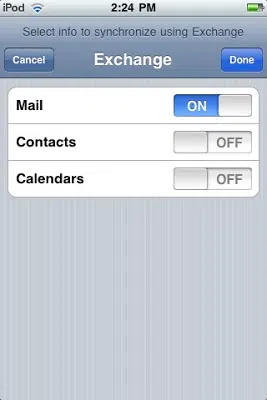 iPod 2:24 PM
Select info to synchronize using Exchange
Cancel Exchange Done
Mail ON
Contacts OFF
Calendars OFF